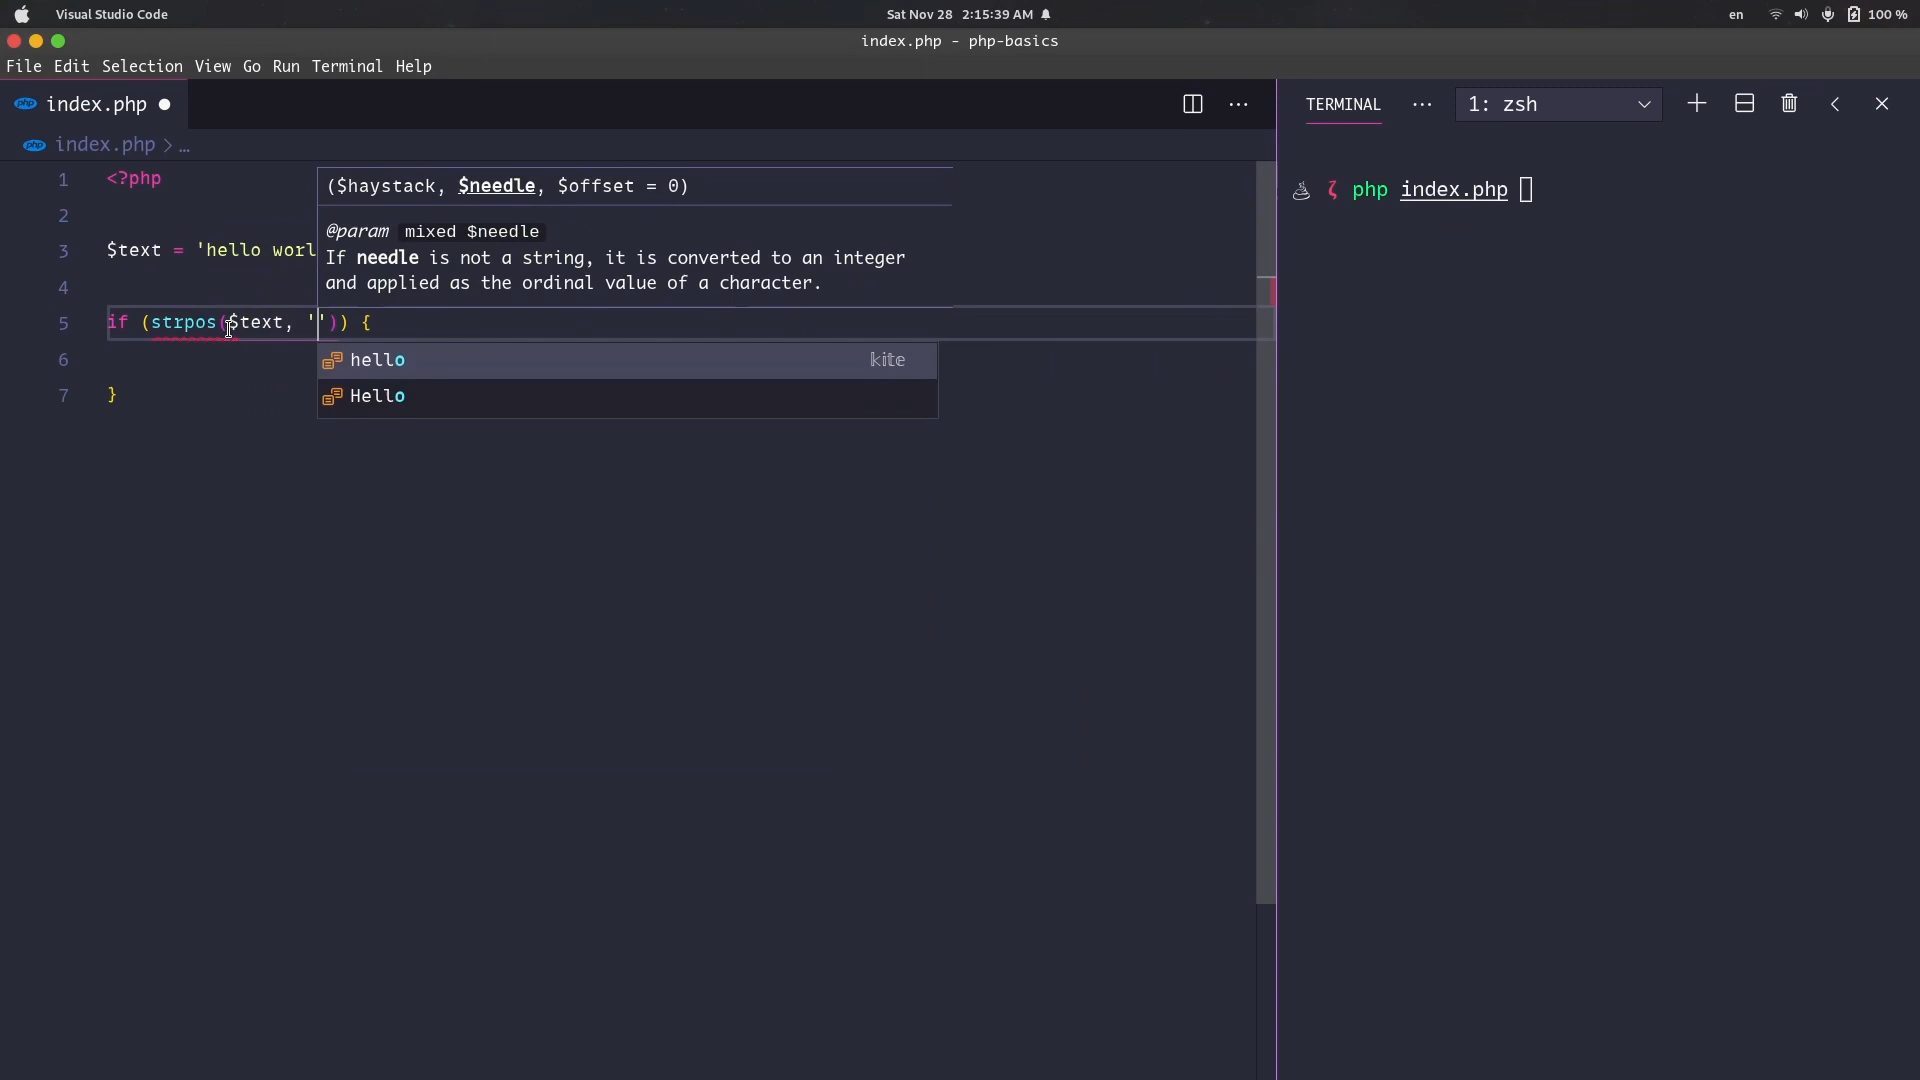 Visual Studio Code
Sat Nov 28 2:15:39 AM
en
100 %
index.php - php-basics
File Edit Selection View Go Run Terminal Help
php index.php
TERMINAL
1: zsh
php index.php > …
1 <?php
2
3 $text = 'hello worl
4
5 if (strpos($text, '')) {
6
7 }
($haystack, $needle, $offset = 0)
@param mixed $needle
If needle is not a string, it is converted to an integer
and applied as the ordinal value of a character.
hello kite
Hello
php index.php